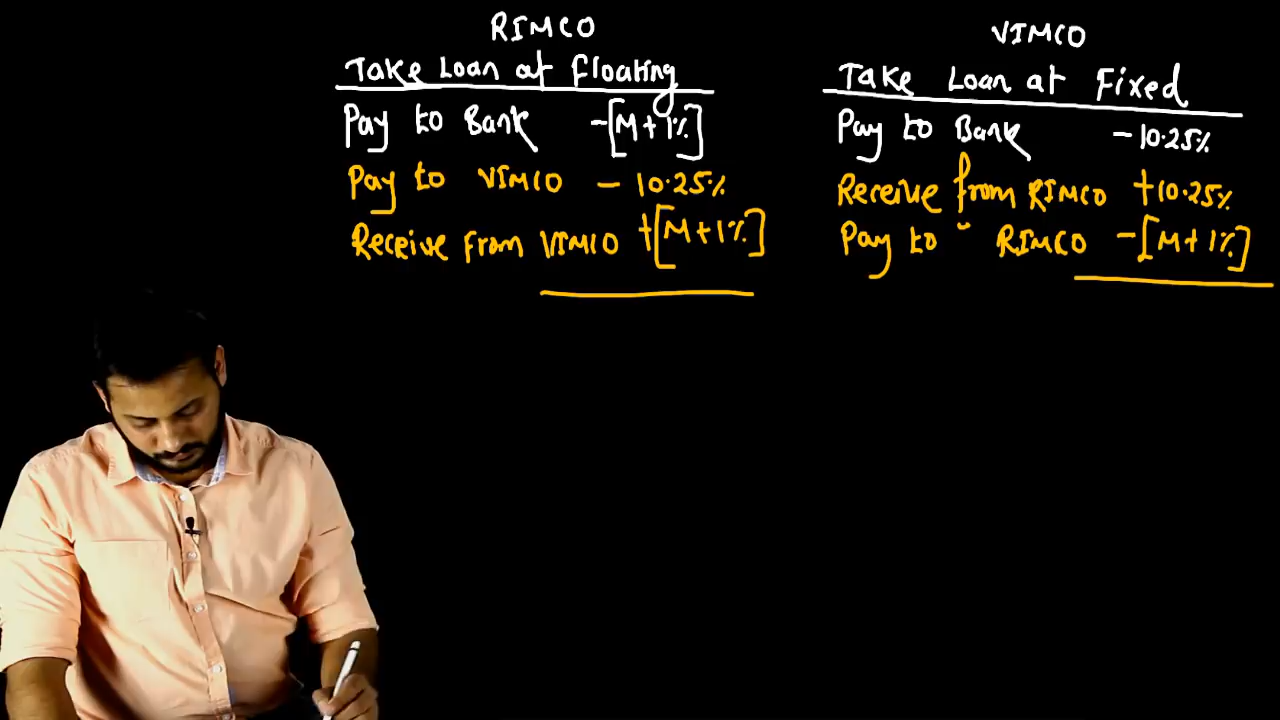 RIMCO
Take Loan at Floating
Pay to Bank -[M+1%]
Pay to VIMCO - 10.25%
Receive from VIMCO +[M+1%]
VIMCO
Take Loan at Fixed
Pay to Bank -10.25%
Receive from RIMCO +10.25%
Pay to RIMCO -[M+1%]